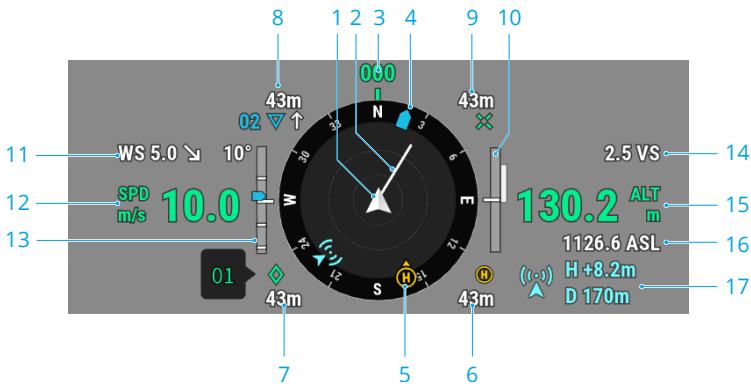 8 1 2 3 4 9 10
000
43m 43m
02
N
33 3
11 WS 5.0 10° 30 6 2.5 VS 14
12 SPD m/s 10.0 W E 130.2 ALT m 15
13 24 12 1126.6 ASL 16
01 21 S H 15 H H +8.2m 17
43m 43m D 170m
7 5 6